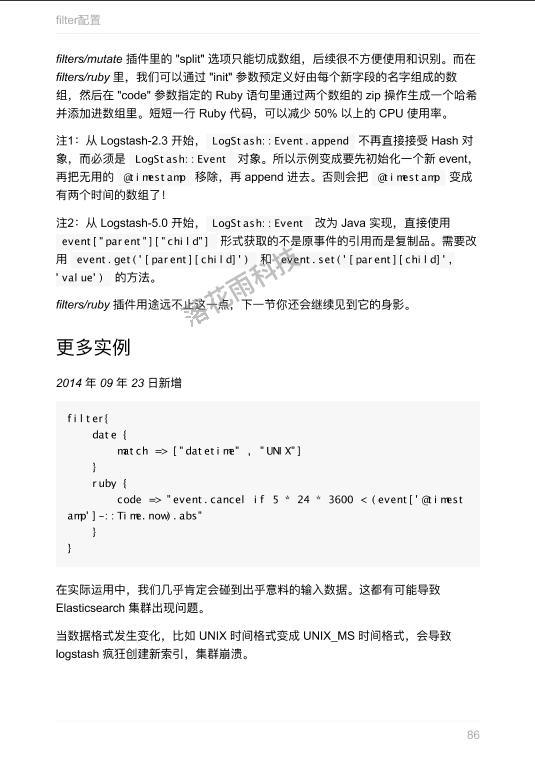 filter配置
filters/mutate 插件里的 "split" 选项只能切成数组，后续很不方便使用和识别。而在
filters/ruby 里，我们可以通过 "init" 参数预定义好由每个新字段的名字组成的数
组，然后在 "code" 参数指定的 Ruby 语句里通过两个数组的 zip 操作生成一个哈希
并添加进数组里。短短一行 Ruby 代码，可以减少 50% 以上的 CPU 使用率。
注1：从 Logstash-2.3 开始， LogStash::Event.append 不再直接接受 Hash 对
象，而必须是 LogStash::Event 对象。所以示例变成要先初始化一个新 event,
再把无用的 @timestamp 移除，再 append 进去。否则会把 @timestamp 变成
有两个时间的数组了！
注2：从 Logstash-5.0 开始， LogStash::Event 改为 Java 实现，直接使用
event["parent"]["child"] 形式获取的不是原事件的引用而是复制品。需要改
用 event.get('[parent][child]') 和 event.set('[parent][child]',
'value') 的方法。
filters/ruby 插件用途远不止这一点，下一节你还会继续见到它的身影。
落花雨科技
更多实例
2014 年 09 年 23 日新增
filter{
    date {
        match => ["datetime" , "UNIX"]
    }
    ruby {
        code => "event.cancel if 5 * 24 * 3600 < (event['@timest
amp']-::Time.now).abs"
    }
}
在实际运用中，我们几乎肯定会碰到出乎意料的输入数据。这都有可能导致
Elasticsearch 集群出现问题。
当数据格式发生变化，比如 UNIX 时间格式变成 UNIX_MS 时间格式，会导致
logstash 疯狂创建新索引，集群崩溃。
86